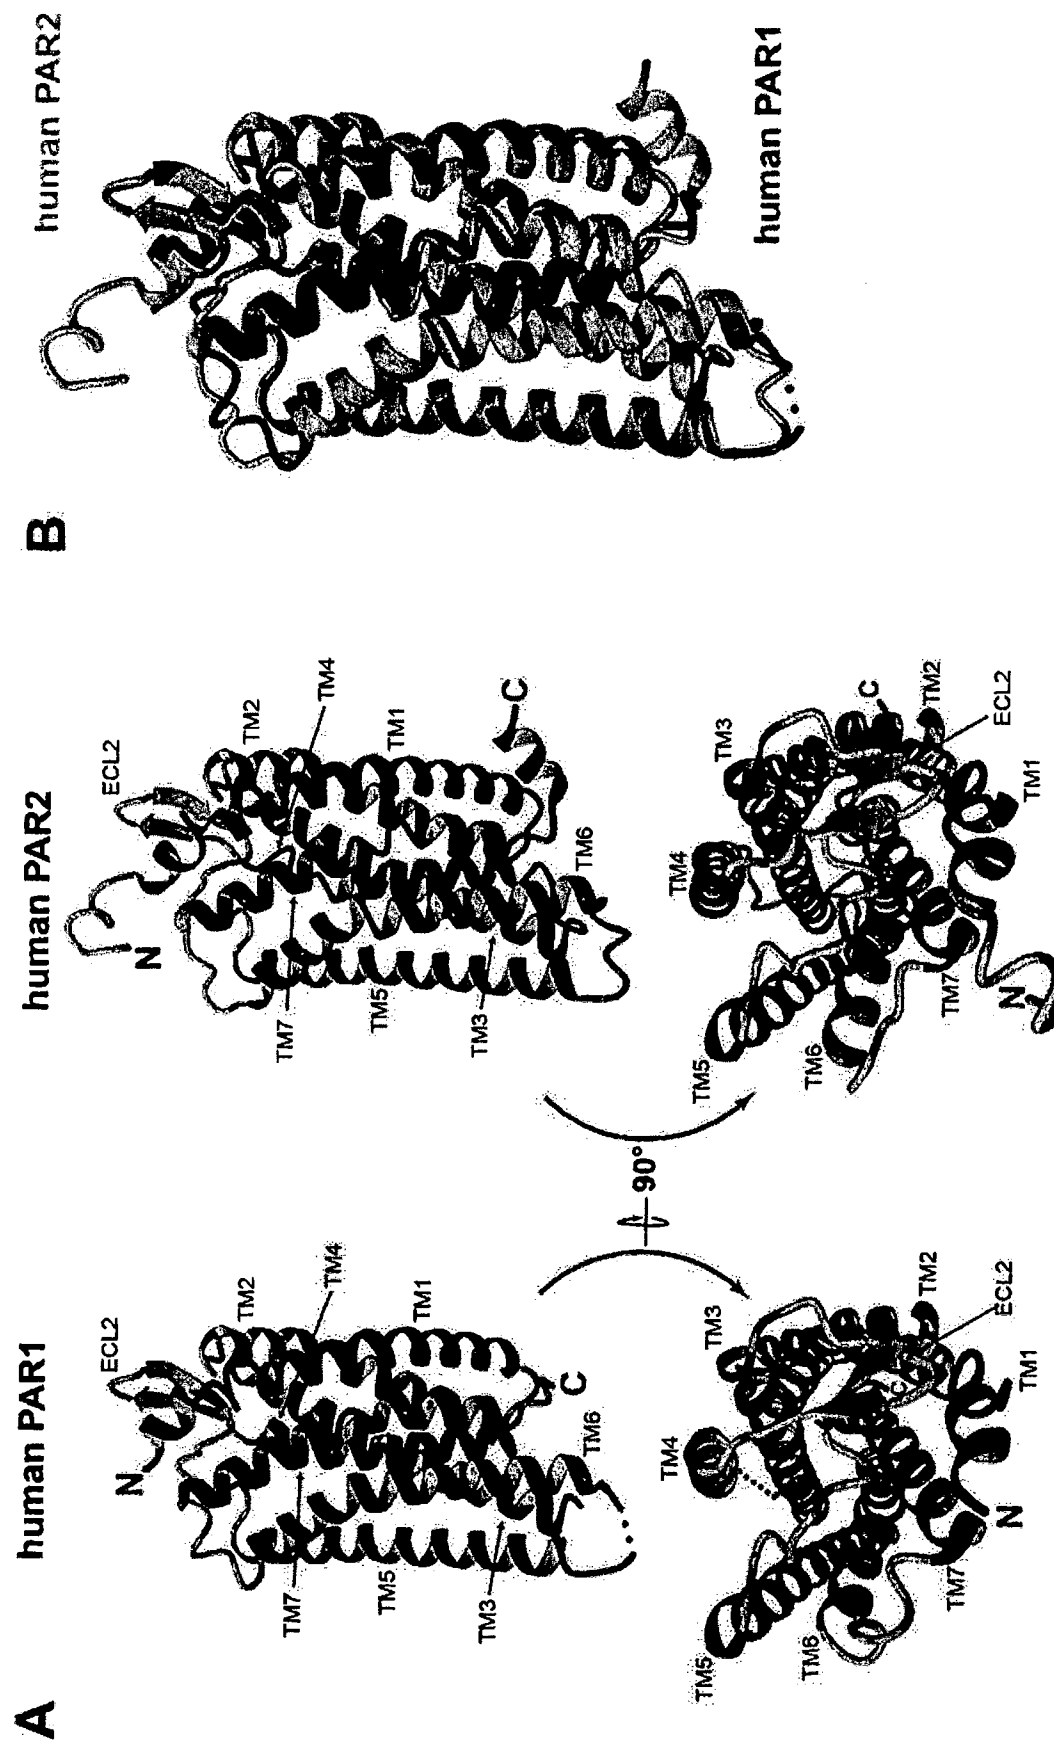 A
human PAR1
human PAR2
N
ECL2
TM2
TM4
TM1
TM7
TM5
TM3
TM6
C
N
ECL2
TM2
TM4
TM1
TM7
TM5
TM3
TM6
C
90°
TM5
TM6
TM4
TM3
TM2
ECL2
TM1
TM7
N
C
TM5
TM6
TM4
TM3
C
TM2
ECL2
TM1
TM7
N
B
human PAR2
human PAR1